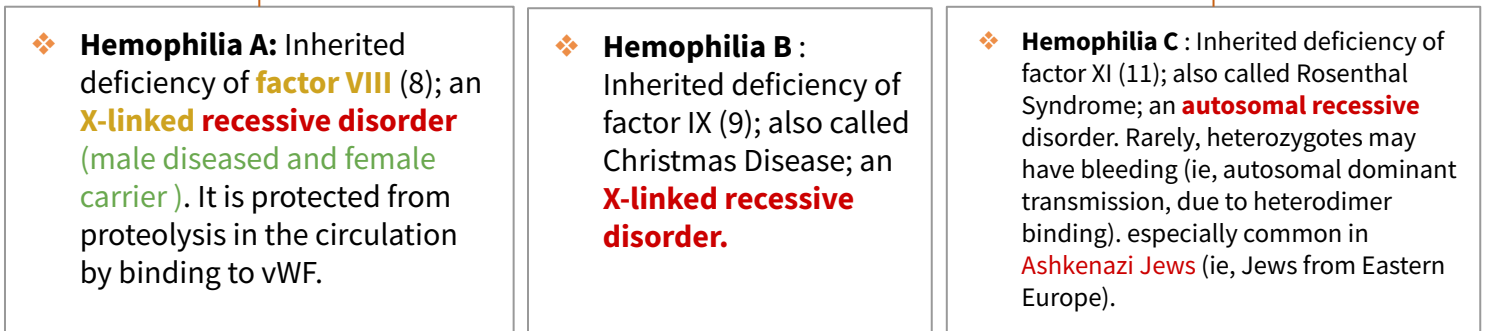 ❖ Hemophilia A: Inherited
deficiency of factor VIII (8); an
X-linked recessive disorder
(male diseased and female
carrier ). It is protected from
proteolysis in the circulation
by binding to vWF.
❖ Hemophilia B :
Inherited deficiency of
factor IX (9); also called
Christmas Disease; an
X-linked recessive
disorder.
❖ Hemophilia C : Inherited deficiency of
factor XI (11); also called Rosenthal
Syndrome; an autosomal recessive
disorder. Rarely, heterozygotes may
have bleeding (ie, autosomal dominant
transmission, due to heterodimer
binding). especially common in
Ashkenazi Jews (ie, Jews from Eastern
Europe).